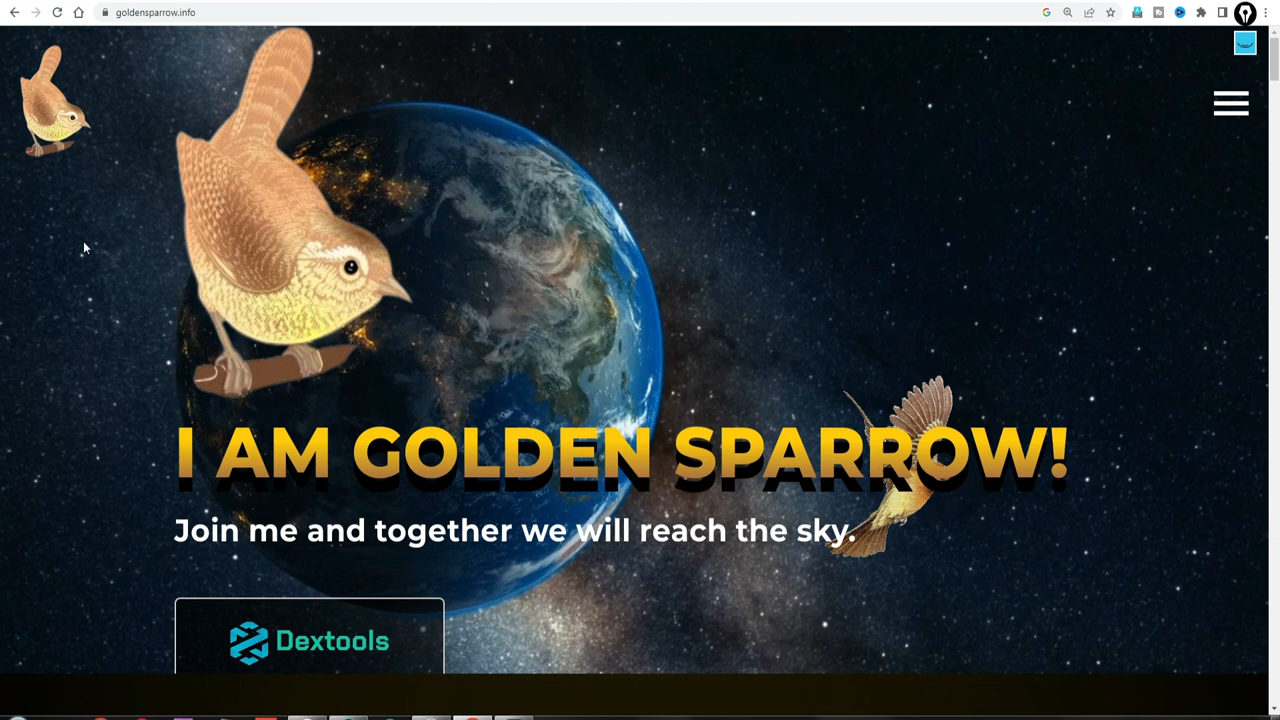 goldensparrow.info
I AM GOLDEN SPARROW!
Join me and together we will reach the sky.
Dextools